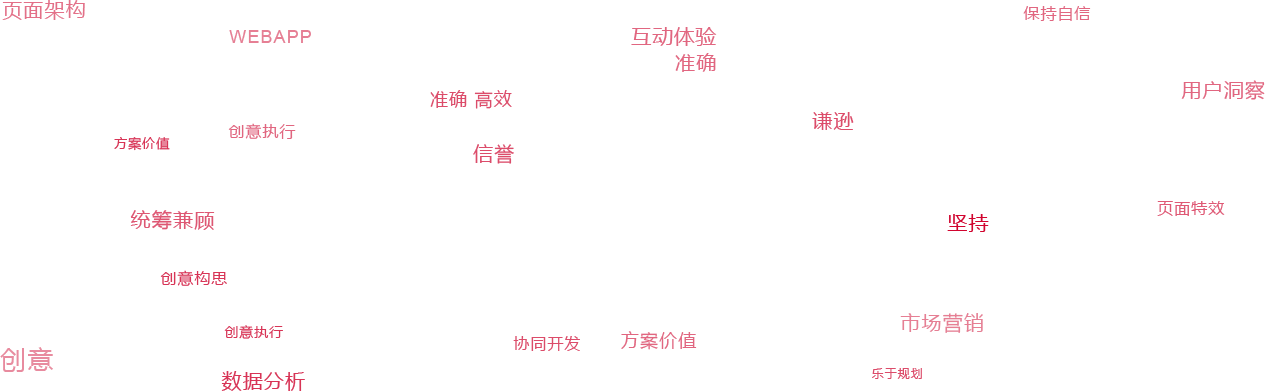 页面架构
保持自信
WEBAPP
互动体验
准确
用户洞察
准确 高效
谦逊
创意执行
方案价值
信誉
页面特效
统筹兼顾
坚持
创意构思
市场营销
创意执行
方案价值
协同开发
创意
乐于规划
数据分析